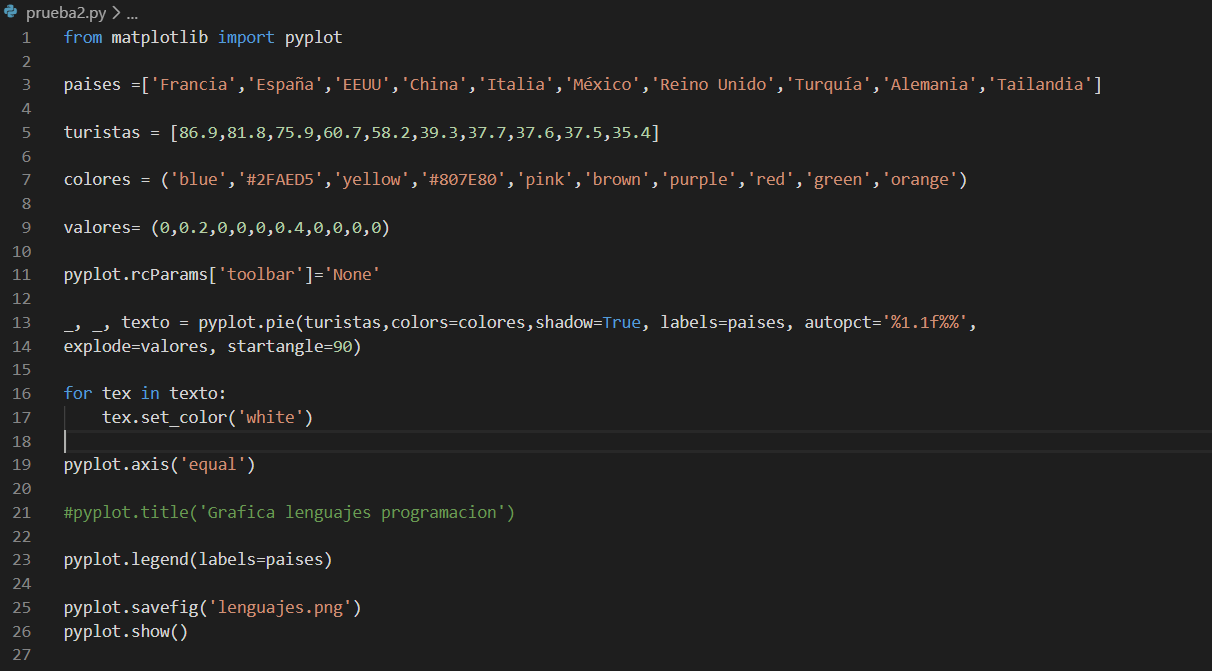 prueba2.py > ...
1 from matplotlib import pyplot
2
3 paises =['Francia','España','EEUU','China','Italia','México','Reino Unido','Turquía','Alemania','Tailandia']
4
5 turistas = [86.9,81.8,75.9,60.7,58.2,39.3,37.7,37.6,37.5,35.4]
6
7 colores = ('blue','#2FAED5','yellow','#807E80','pink','brown','purple','red','green','orange')
8
9 valores= (0,0.2,0,0,0,0.4,0,0,0,0)
10
11 pyplot.rcParams['toolbar']='None'
12
13 _, _, texto = pyplot.pie(turistas,colors=colores,shadow=True, labels=paises, autopct='%1.1f%%',
14 explode=valores, startangle=90)
15
16 for tex in texto:
17     tex.set_color('white')
18
19 pyplot.axis('equal')
20
21 #pyplot.title('Grafica lenguajes programacion')
22
23 pyplot.legend(labels=paises)
24
25 pyplot.savefig('lenguajes.png')
26 pyplot.show()
27